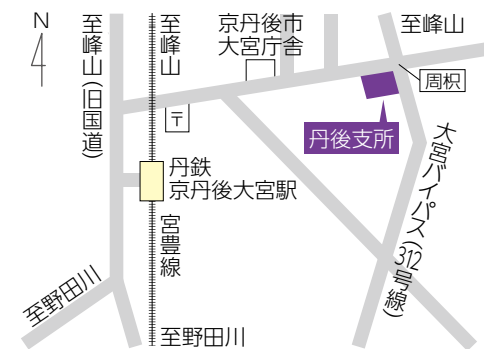 N
至峰山(旧国道)
至峰山
京丹後市
大宮庁舎
至峰山
周枳
〒
丹後支所
丹鉄
京丹後大宮駅
宮豊線
大宮バイパス(312号線)
至野田川
至野田川